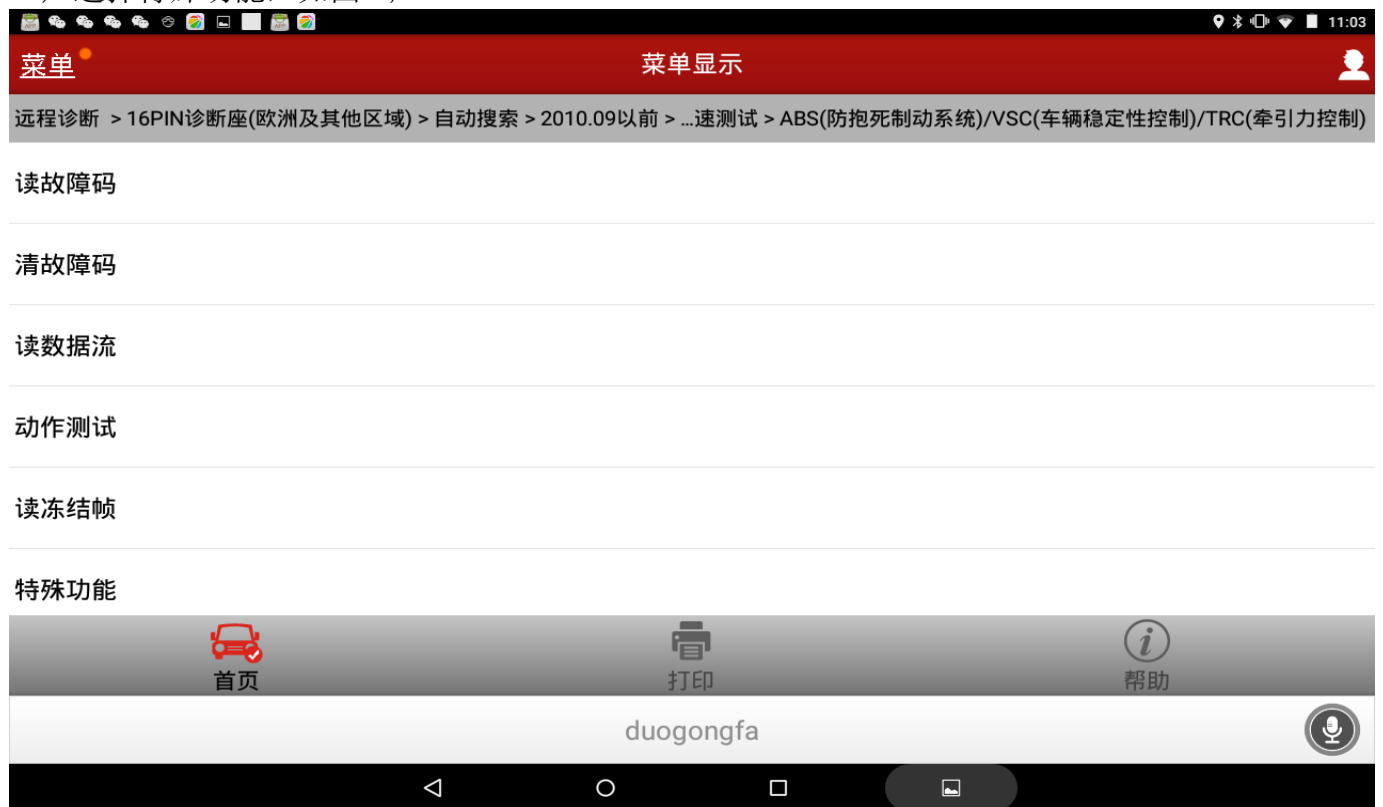 11:03
菜单
菜单显示
远程诊断 > 16PIN诊断座(欧洲及其他区域) > 自动搜索 > 2010.09以前 > ...速测试 > ABS(防抱死制动系统)/VSC(车辆稳定性控制)/TRC(牵引力控制)
读故障码
清故障码
读数据流
动作测试
读冻结帧
特殊功能
首页
打印
帮助
duogongfa